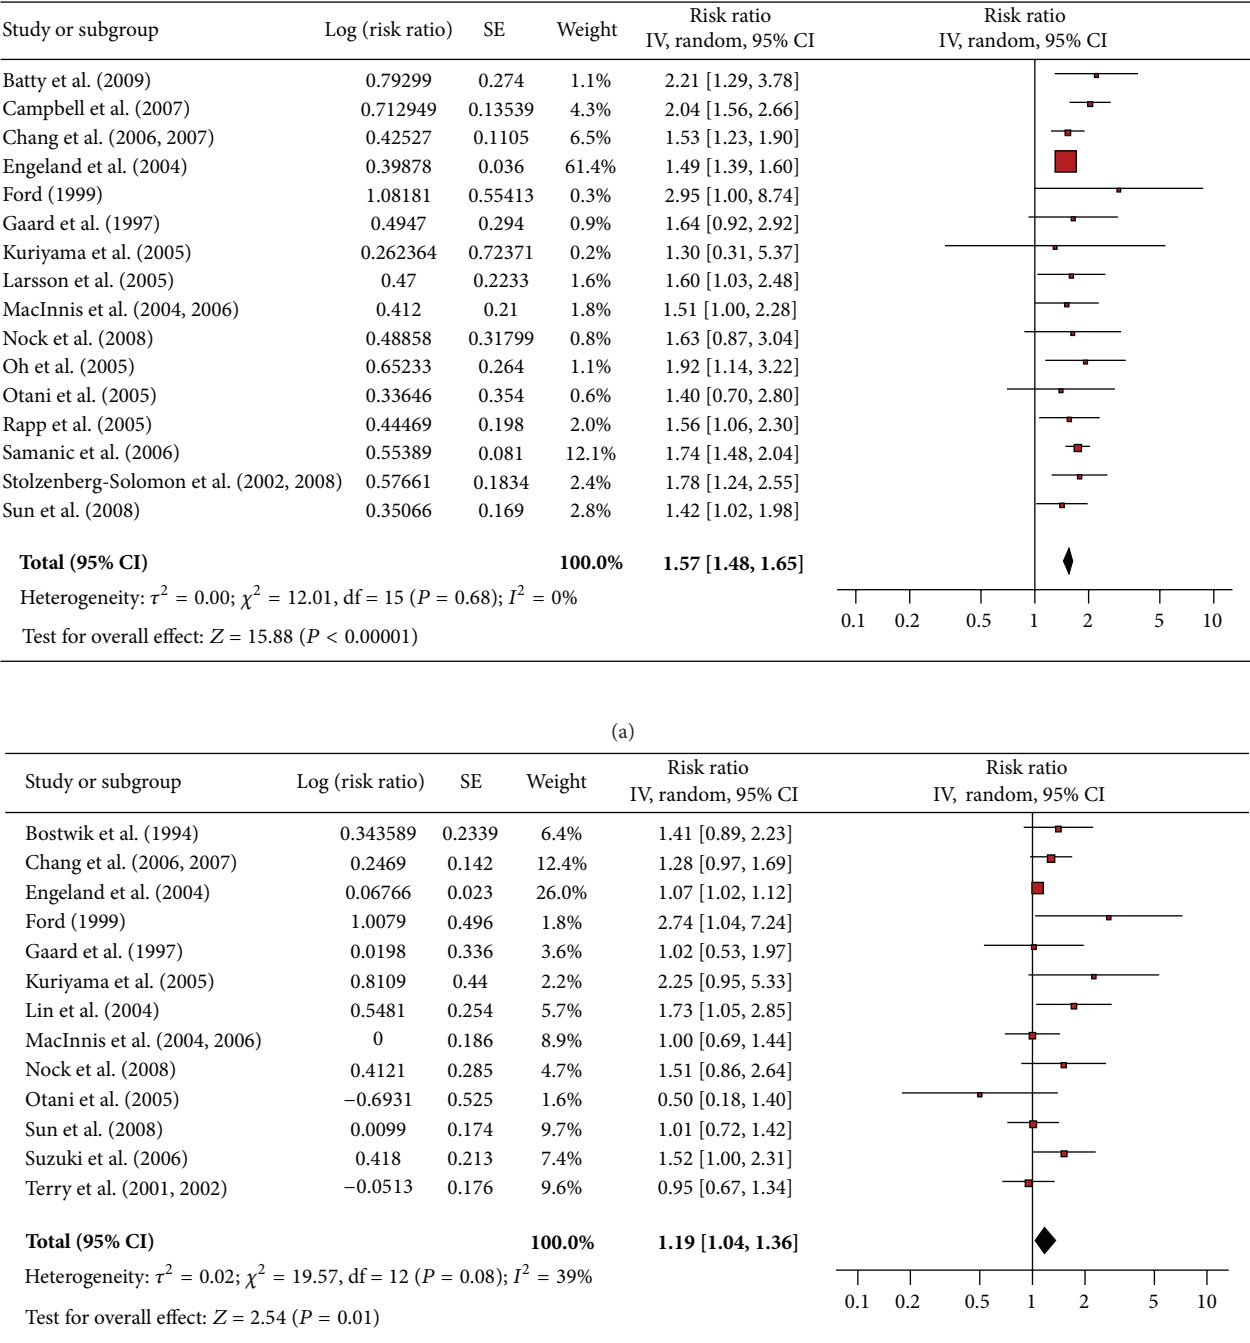 Study or subgroup Log (risk ratio) SE Weight Risk ratio IV, random, 95% CI Risk ratio IV, random, 95% CI
Batty et al. (2009) 0.79299 0.274 1.1% 2.21 [1.29, 3.78]
Campbell et al. (2007) 0.712949 0.13539 4.3% 2.04 [1.56, 2.66]
Chang et al. (2006, 2007) 0.42527 0.1105 6.5% 1.53 [1.23, 1.90]
Engeland et al. (2004) 0.39878 0.036 61.4% 1.49 [1.39, 1.60]
Ford (1999) 1.08181 0.55413 0.3% 2.95 [1.00, 8.74]
Gaard et al. (1997) 0.4947 0.294 0.9% 1.64 [0.92, 2.92]
Kuriyama et al. (2005) 0.262364 0.72371 0.2% 1.30 [0.31, 5.37]
Larsson et al. (2005) 0.47 0.2233 1.6% 1.60 [1.03, 2.48]
MacInnis et al. (2004, 2006) 0.412 0.21 1.8% 1.51 [1.00, 2.28]
Nock et al. (2008) 0.48858 0.31799 0.8% 1.63 [0.87, 3.04]
Oh et al. (2005) 0.65233 0.264 1.1% 1.92 [1.14, 3.22]
Otani et al. (2005) 0.33646 0.354 0.6% 1.40 [0.70, 2.80]
Rapp et al. (2005) 0.44469 0.198 2.0% 1.56 [1.06, 2.30]
Samanic et al. (2006) 0.55389 0.081 12.1% 1.74 [1.48, 2.04]
Stolzenberg-Solomon et al. (2002, 2008) 0.57661 0.1834 2.4% 1.78 [1.24, 2.55]
Sun et al. (2008) 0.35066 0.169 2.8% 1.42 [1.02, 1.98]
Total (95% CI) 100.0% 1.57 [1.48, 1.65]
Heterogeneity: τ² = 0.00; χ² = 12.01, df = 15 (P = 0.68); I² = 0%
0.1 0.2 0.5 1 2 5 10
Test for overall effect: Z = 15.88 (P < 0.00001)
(a)
Study or subgroup Log (risk ratio) SE Weight Risk ratio IV, random, 95% CI Risk ratio IV, random, 95% CI
Bostwik et al. (1994) 0.343589 0.2339 6.4% 1.41 [0.89, 2.23]
Chang et al. (2006, 2007) 0.2469 0.142 12.4% 1.28 [0.97, 1.69]
Engeland et al. (2004) 0.06766 0.023 26.0% 1.07 [1.02, 1.12]
Ford (1999) 1.0079 0.496 1.8% 2.74 [1.04, 7.24]
Gaard et al. (1997) 0.0198 0.336 3.6% 1.02 [0.53, 1.97]
Kuriyama et al. (2005) 0.8109 0.44 2.2% 2.25 [0.95, 5.33]
Lin et al. (2004) 0.5481 0.254 5.7% 1.73 [1.05, 2.85]
MacInnis et al. (2004, 2006) 0 0.186 8.9% 1.00 [0.69, 1.44]
Nock et al. (2008) 0.4121 0.285 4.7% 1.51 [0.86, 2.64]
Otani et al. (2005) −0.6931 0.525 1.6% 0.50 [0.18, 1.40]
Sun et al. (2008) 0.0099 0.174 9.7% 1.01 [0.72, 1.42]
Suzuki et al. (2006) 0.418 0.213 7.4% 1.52 [1.00, 2.31]
Terry et al. (2001, 2002) −0.0513 0.176 9.6% 0.95 [0.67, 1.34]
Total (95% CI) 100.0% 1.19 [1.04, 1.36]
Heterogeneity: τ² = 0.02; χ² = 19.57, df = 12 (P = 0.08); I² = 39%
0.1 0.2 0.5 1 2 5 10
Test for overall effect: Z = 2.54 (P = 0.01)